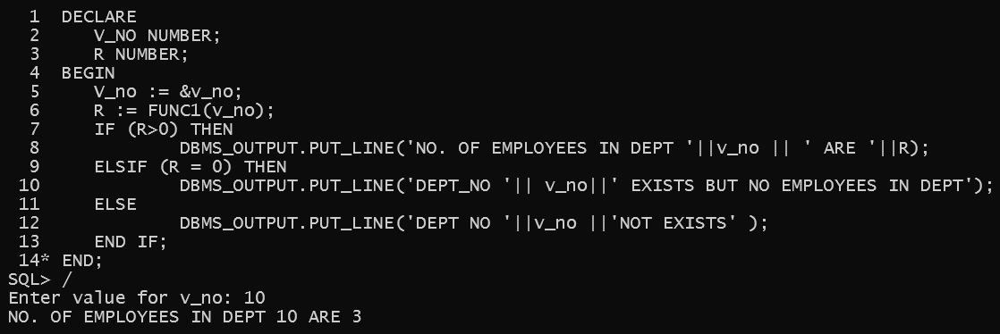 1  DECLARE
2     V_NO NUMBER;
3     R NUMBER;
4  BEGIN
5     V_no := &v_no;
6     R := FUNC1(v_no);
7     IF (R>0) THEN
8             DBMS_OUTPUT.PUT_LINE('NO. OF EMPLOYEES IN DEPT '||v_no || ' ARE '||R);
9     ELSIF (R = 0) THEN
10             DBMS_OUTPUT.PUT_LINE('DEPT_NO '|| v_no||' EXISTS BUT NO EMPLOYEES IN DEPT');
11     ELSE
12             DBMS_OUTPUT.PUT_LINE('DEPT NO '||v_no ||'NOT EXISTS' );
13     END IF;
14* END;
SQL> /
Enter value for v_no: 10
NO. OF EMPLOYEES IN DEPT 10 ARE 3